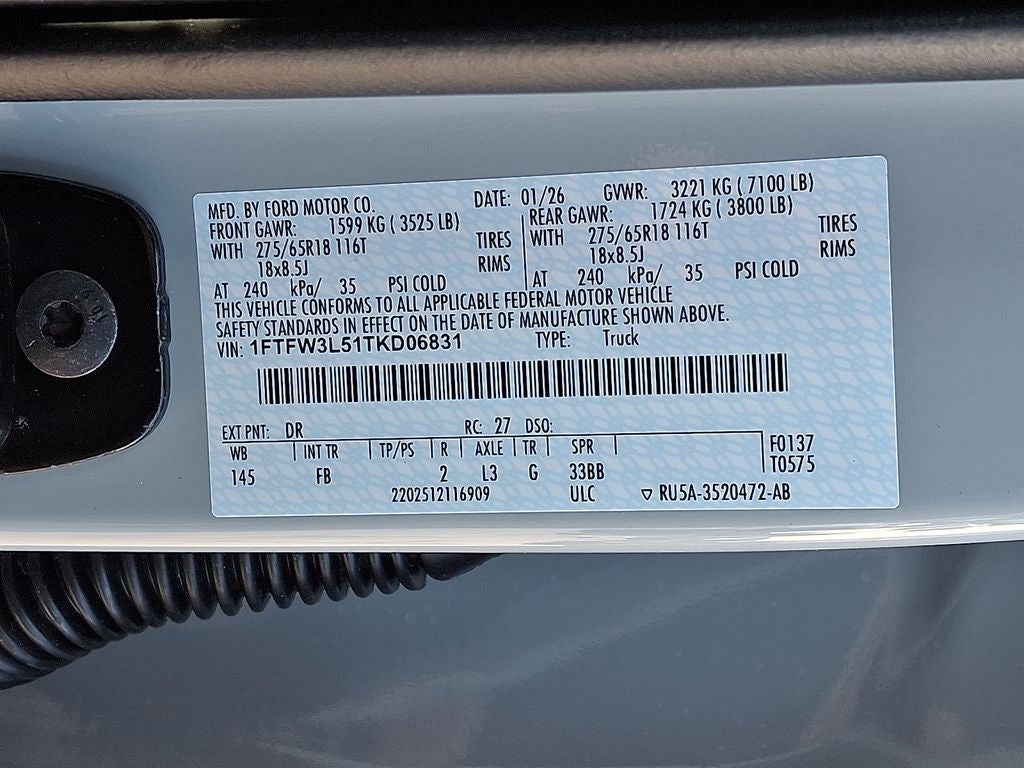 MFD. BY FORD MOTOR CO. DATE: 01/26 GVWR: 3221 KG ( 7100 LB)
FRONT GAWR: 1599 KG ( 3525 LB) REAR GAWR: 1724 KG ( 3800 LB)
WITH 275/65R18 116T TIRES WITH 275/65R18 116T TIRES
18x8.5J RIMS 18x8.5J RIMS
AT 240 kPa/ 35 PSI COLD AT 240 kPa/ 35 PSI COLD
THIS VEHICLE CONFORMS TO ALL APPLICABLE FEDERAL MOTOR VEHICLE
SAFETY STANDARDS IN EFFECT ON THE DATE OF MANUFACTURE SHOWN ABOVE.
VIN: 1FTFW3L51TKD06831 TYPE: Truck
EXT PNT: DR RC: 27 DSO:
WB INT TR TP/PS R AXLE TR SPR F0137
145 FB 2 L3 G 33BB T0575
2202512116909 ULC RU5A-3520472-AB